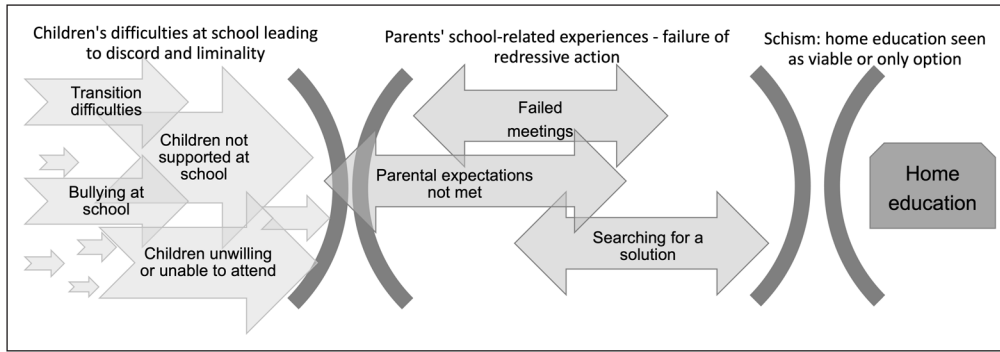 Children's difficulties at school leading
to discord and liminality
Transition
difficulties
Children not
supported at
school
Bullying at
school
Children unwilling
or unable to attend
Parents' school-related experiences - failure of
redressive action
Failed
meetings
Parental expectations
not met
Searching for a
solution
Schism: home education seen
as viable or only option
Home
education